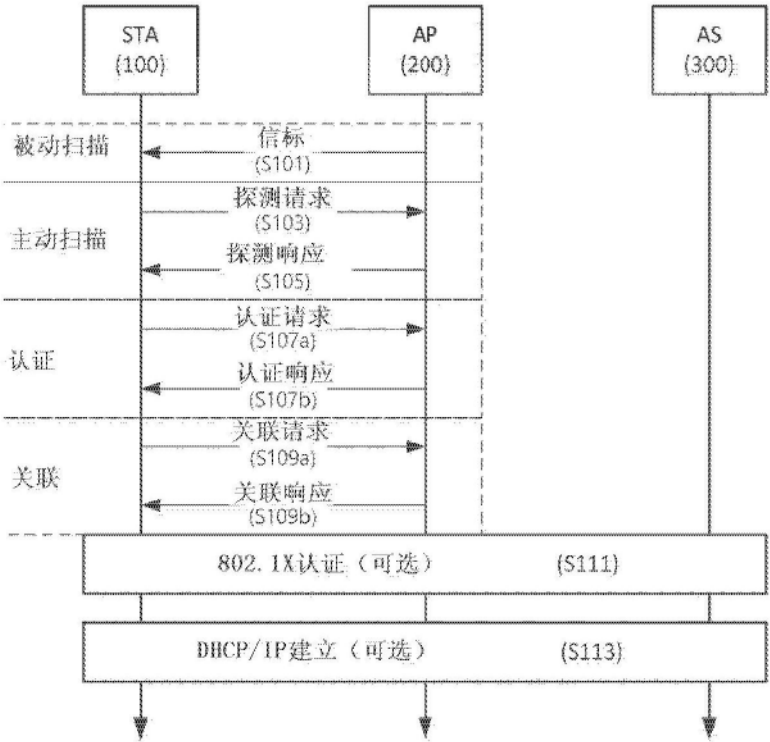 STA
(100)
AP
(200)
AS
(300)
被动扫描
信标
(S101)
主动扫描
探测请求
(S103)
探测响应
(S105)
认证
认证请求
(S107a)
认证响应
(S107b)
关联
关联请求
(S109a)
关联响应
(S109b)
802.1X认证（可选） (S111)
DHCP/IP建立（可选） (S113)